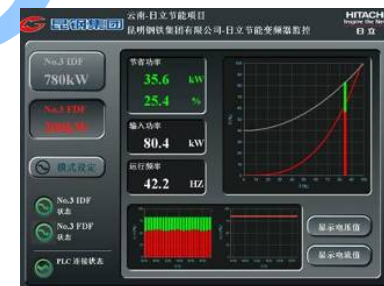 昆钢集团
云南-日立节能项目
昆明钢铁集团有限公司-日立节能变频器监控
HITACHI
Inspire the Ne
日立
No.3 IDF
780kW
No.3 FDF
模式设定
No.3 IDF
状态
No.3 FDF
状态
PLC 连接状态
节省功率
35.6 kW
25.4 %
输入功率
80.4 kW
运行频率
42.2 HZ
显示电压值
显示电流值